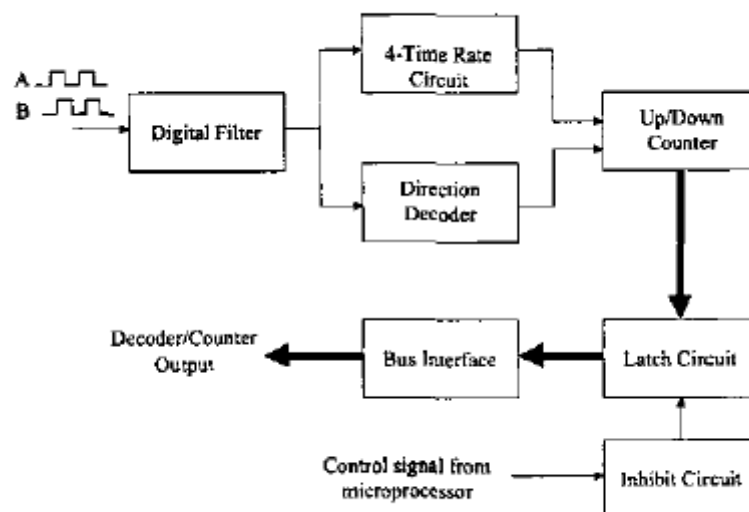 A
B
Digital Filter
4-Time Rate
Circuit
Direction
Decoder
Up/Down
Counter
Decoder/Counter
Output
Bus Interface
Latch Circuit
Control signal from
microprocessor
Inhibit Circuit